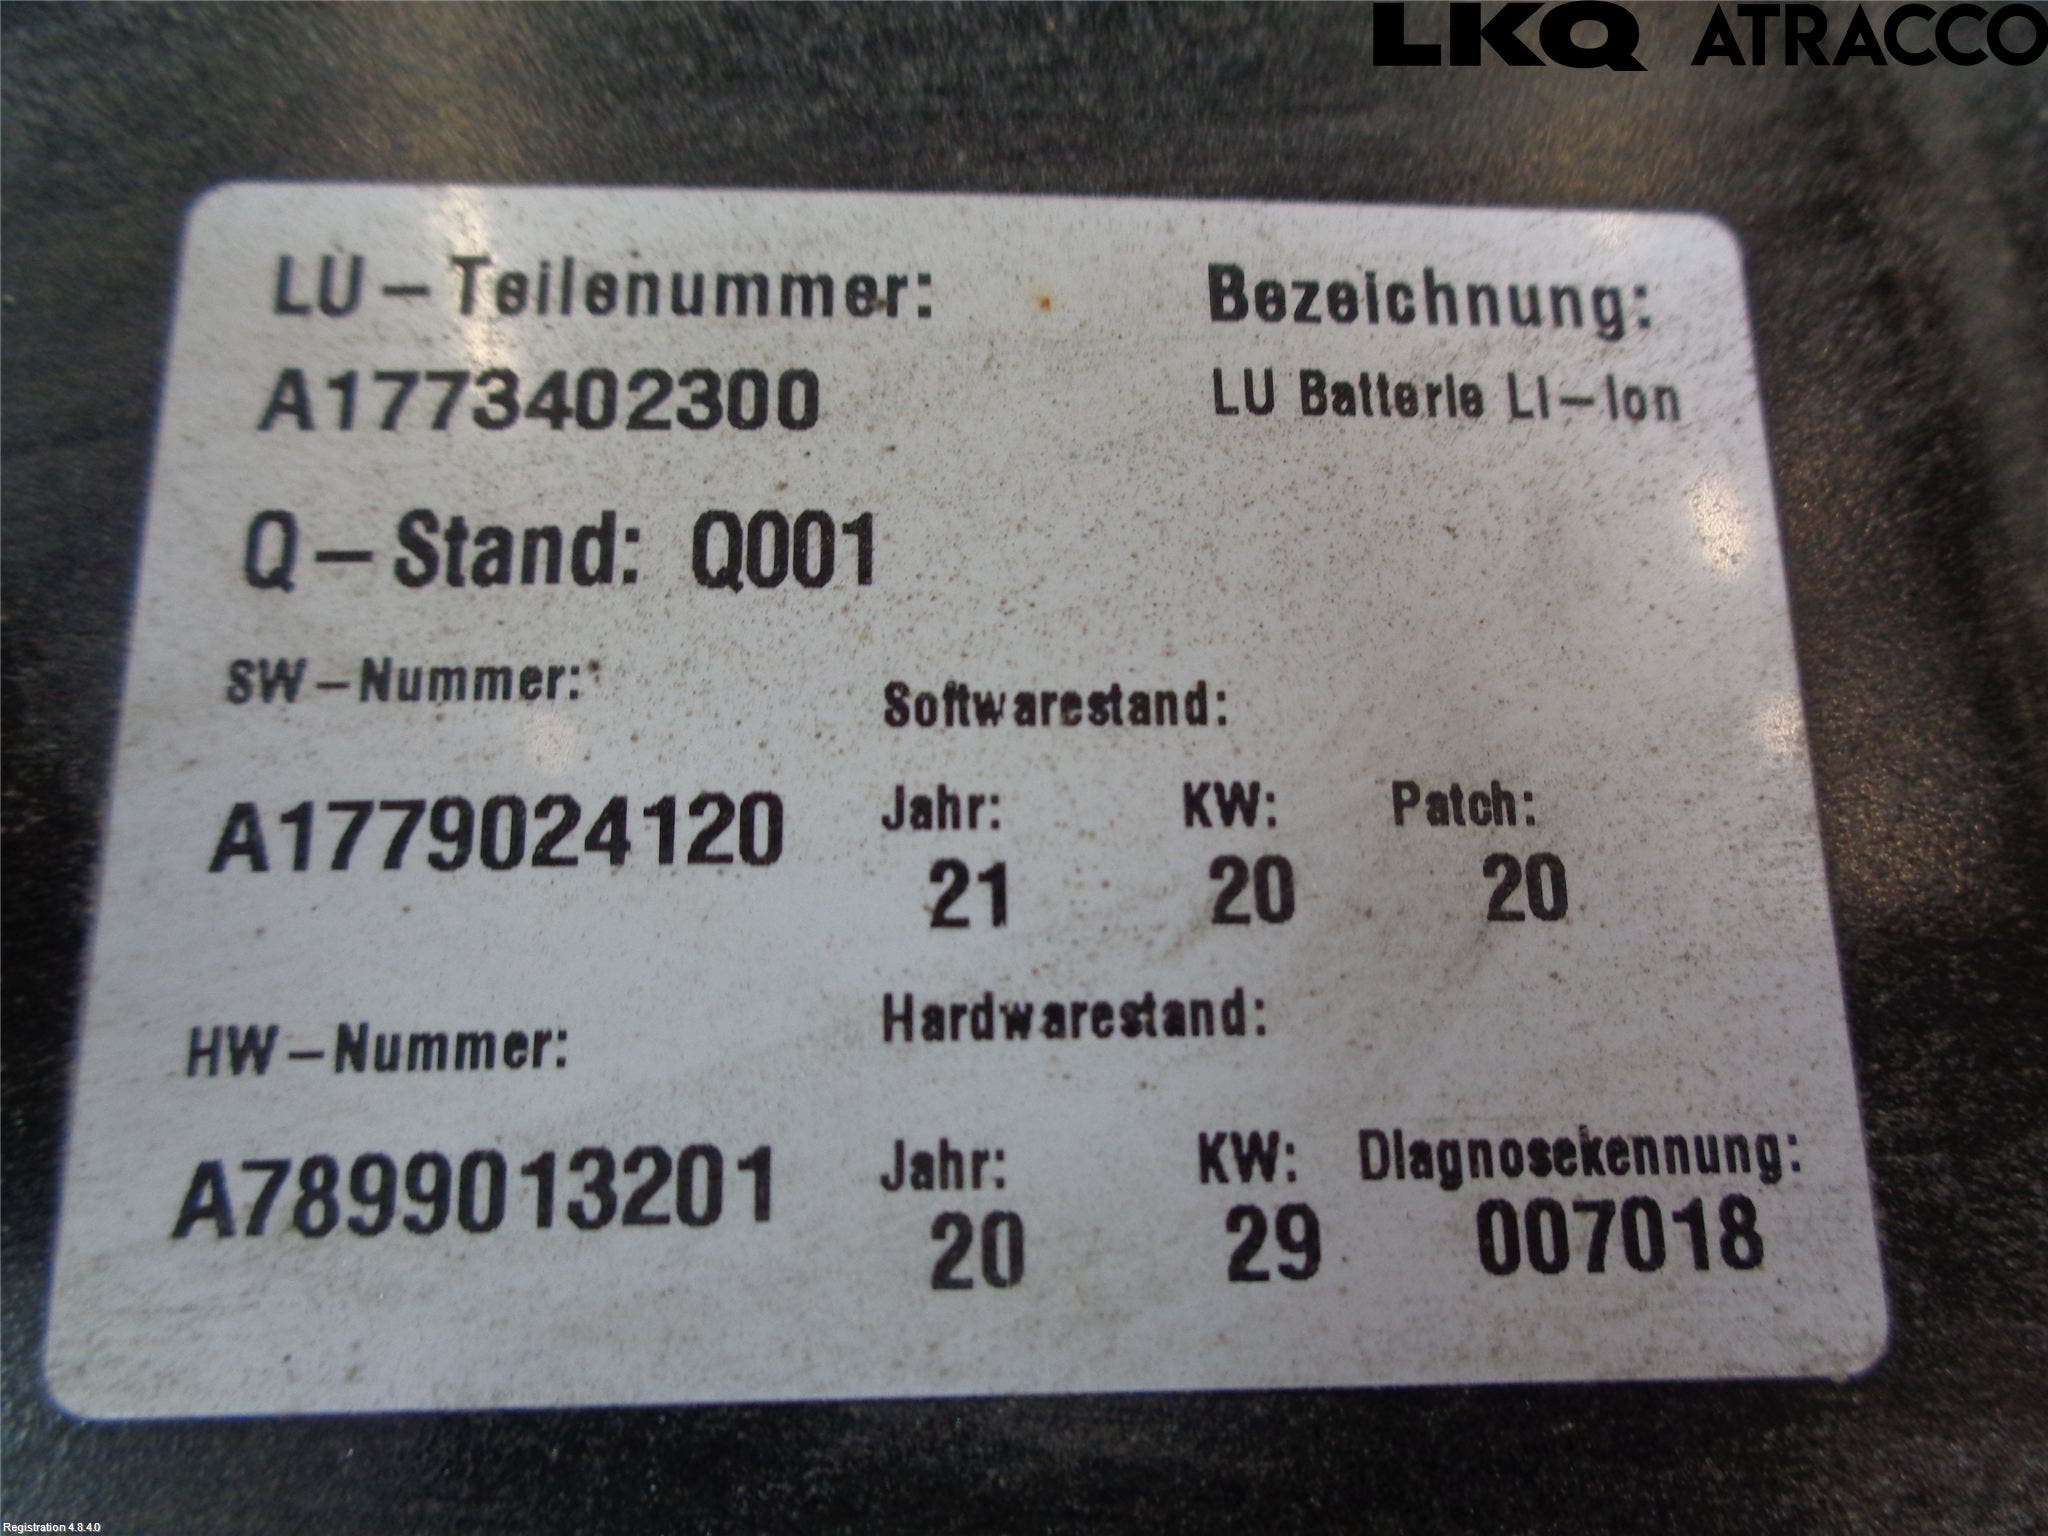 LKQ ATRACCO
LU-Teilenummer: Bezeichnung:
A1773402300 LU Batterie LI-Ion
Q-Stand: Q001
SW-Nummer: Softwarestand:
Jahr: KW: Patch:
A1779024120 21 20 20
HW-Nummer: Hardwarestand:
Jahr: KW: Diagnosekennung:
A7899013201 20 29 007018
Registration 4.8.4.0